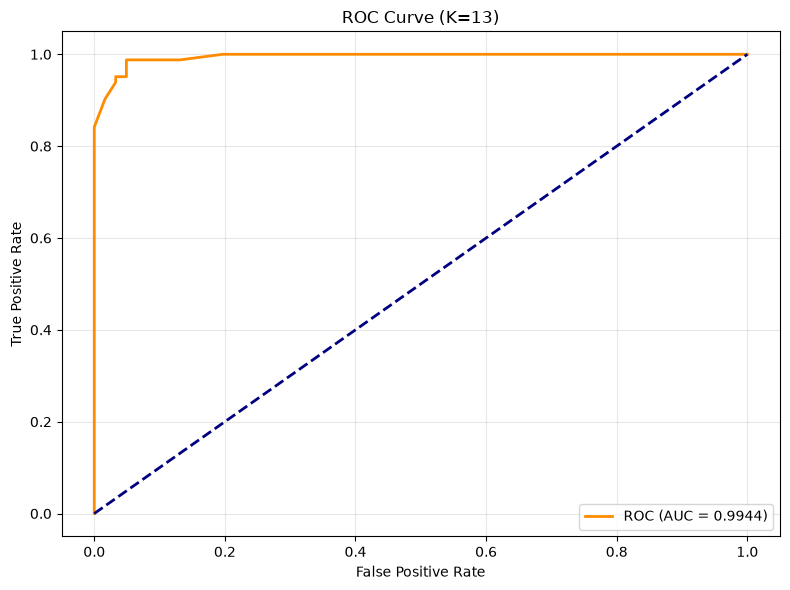 ROC Curve (K=13)
True Positive Rate
1.0
0.8
0.6
0.4
0.2
0.0
ROC (AUC = 0.9944)
0.0 0.2 0.4 0.6 0.8 1.0
False Positive Rate